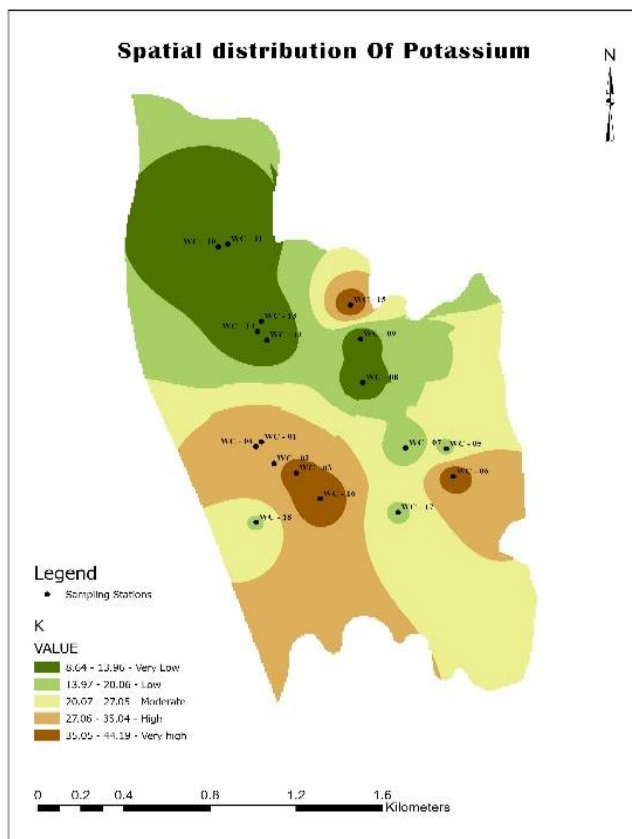 Spatial distribution Of Potassium
N
WC - 10
WC - 11
WC - 13
WC - 12
WC - 15
WC - 09
WC - 08
WC - 01
WC - 04
WC - 02
WC - 03
WC - 16
WC - 07
WC - 05
WC - 06
WC - 17
WC - 18
Legend
Sampling Stations
K
VALUE
8.64 - 13.96 - Very Low
13.97 - 20.06 - Low
20.07 - 27.05 - Moderate
27.06 - 35.04 - High
35.05 - 44.19 - Very high
0 0.2 0.4 0.8 1.2 1.6
Kilometers